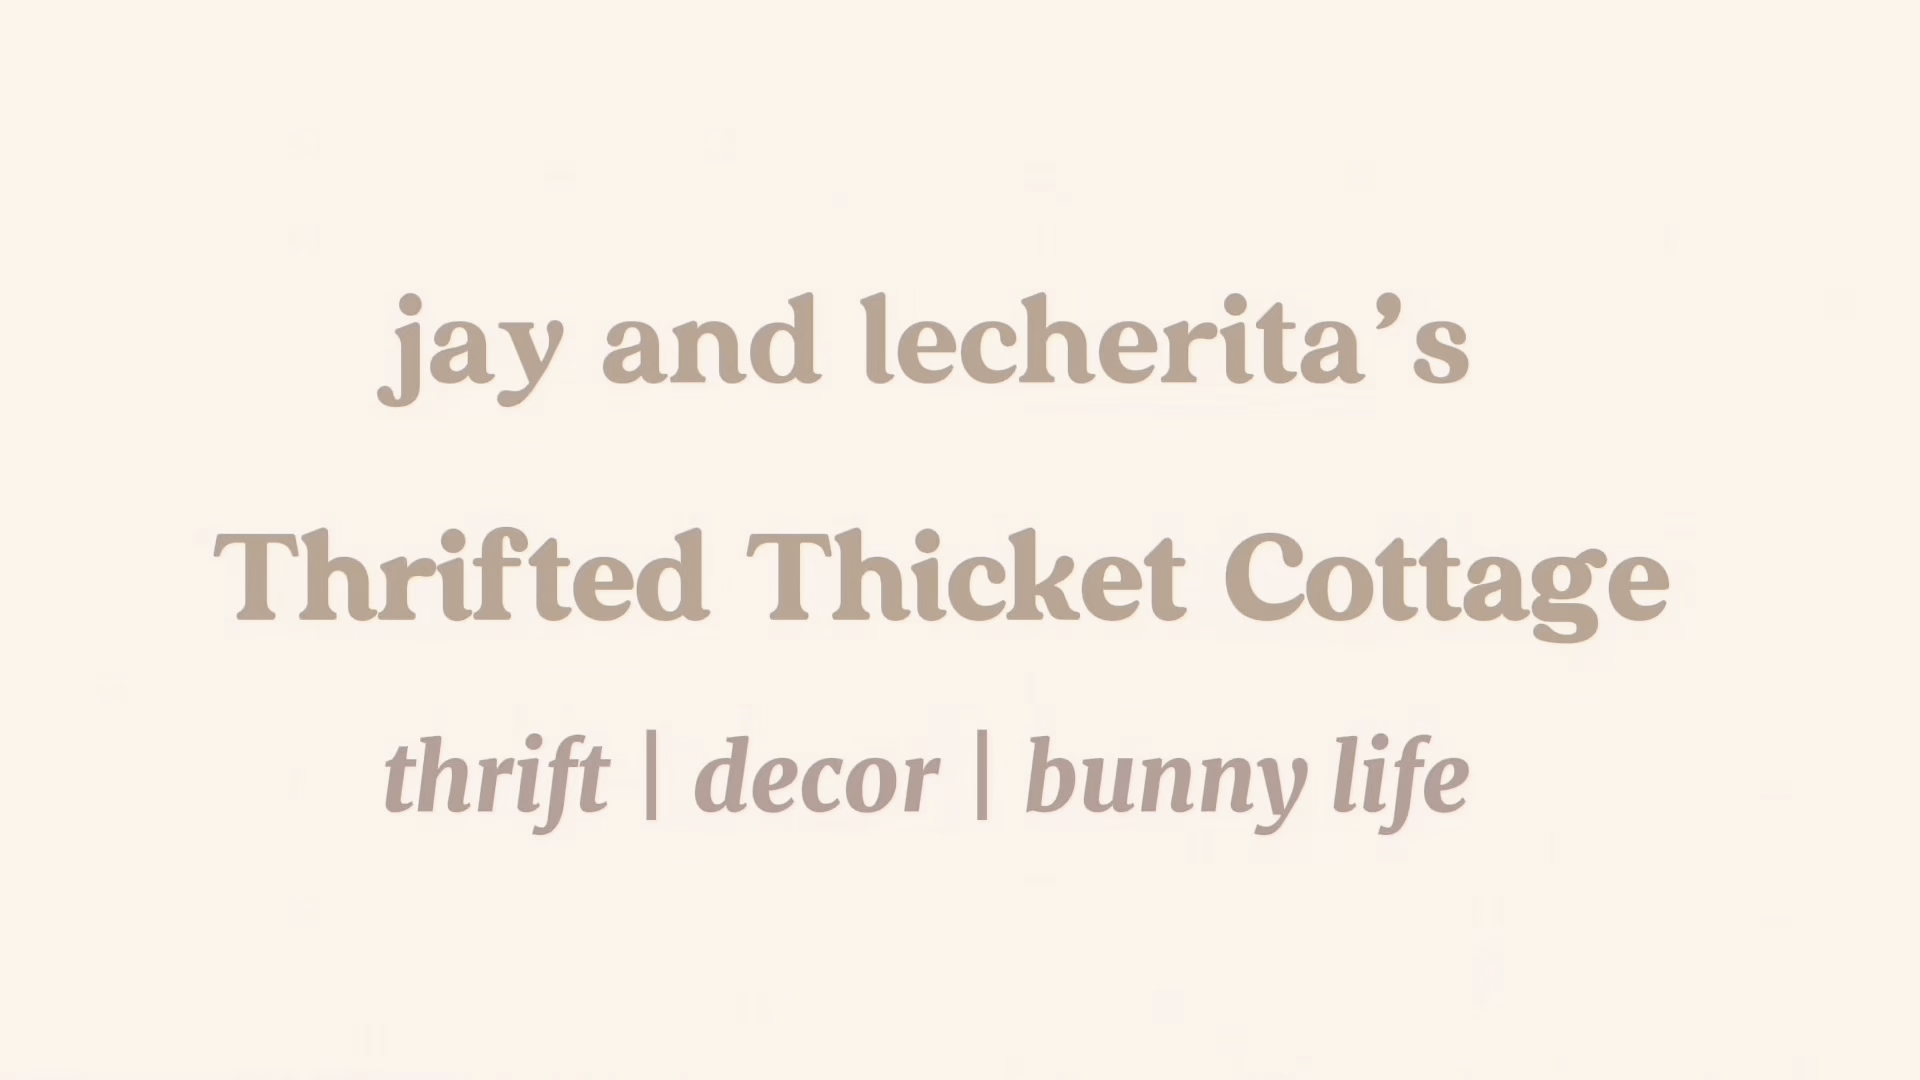 jay and lecherita’s
Thrifted Thicket Cottage
thrift | decor | bunny life